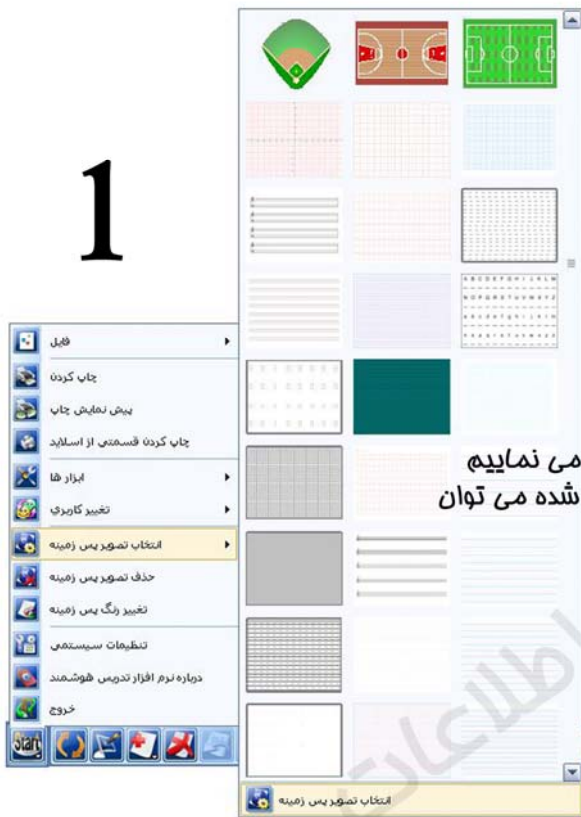 1
فایل
چاپ کردن
پیش نمایش چاپ
چاپ کردن قسمتی از اسلاید
ابزار ها
تغییر کاربري
انتخاب تصویر پس زمینه
حذف تصویر پس زمینه
تغییر رنگ پس زمینه
تنظیمات سیستمی
درباره نرم افزار تدریس هوشمند
خروج
Start
می نماییم
شده می توان
انتخاب تصویر پس زمینه
اطلاعات